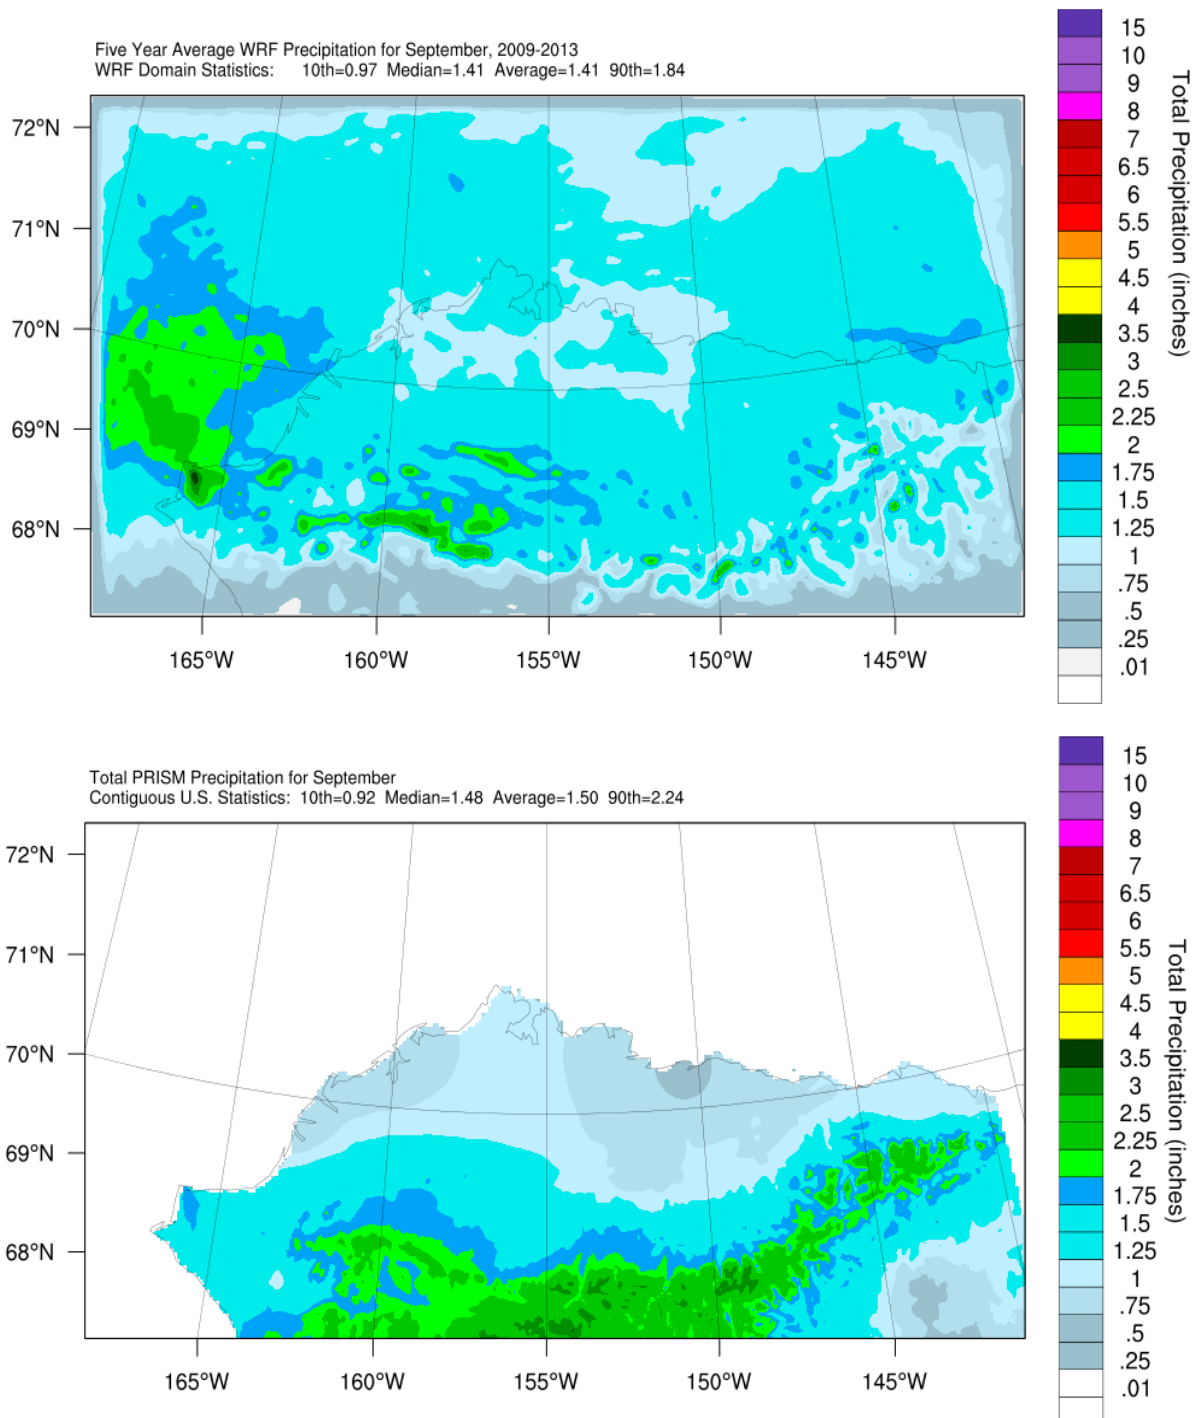 Five Year Average WRF Precipitation for September, 2009-2013
WRF Domain Statistics: 10th=0.97 Median=1.41 Average=1.41 90th=1.84
72°N
71°N
70°N
69°N
68°N
165°W
160°W
155°W
150°W
145°W
15
10
9
8
7
6.5
6
5.5
5
4.5
4
3.5
3
2.5
2.25
2
1.75
1.5
1.25
1
.75
.5
.25
.01
Total Precipitation (inches)
Total PRISM Precipitation for September
Contiguous U.S. Statistics: 10th=0.92 Median=1.48 Average=1.50 90th=2.24
72°N
71°N
70°N
69°N
68°N
165°W
160°W
155°W
150°W
145°W
15
10
9
8
7
6.5
6
5.5
5
4.5
4
3.5
3
2.5
2.25
2
1.75
1.5
1.25
1
.75
.5
.25
.01
Total Precipitation (inches)